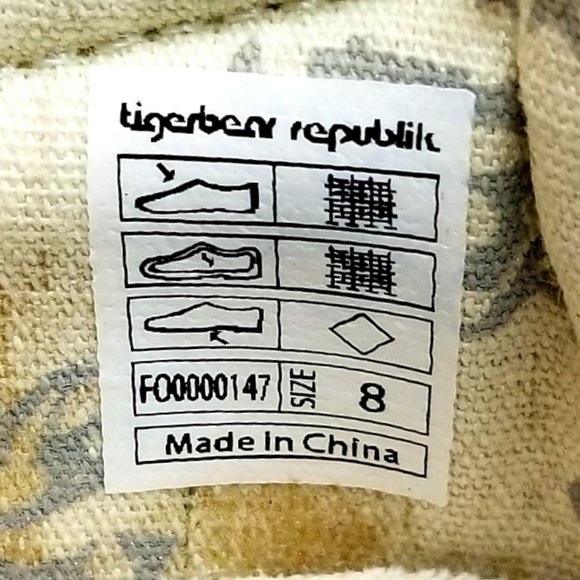 tigerbear republik
FO0000147 SIZE 8
Made In China